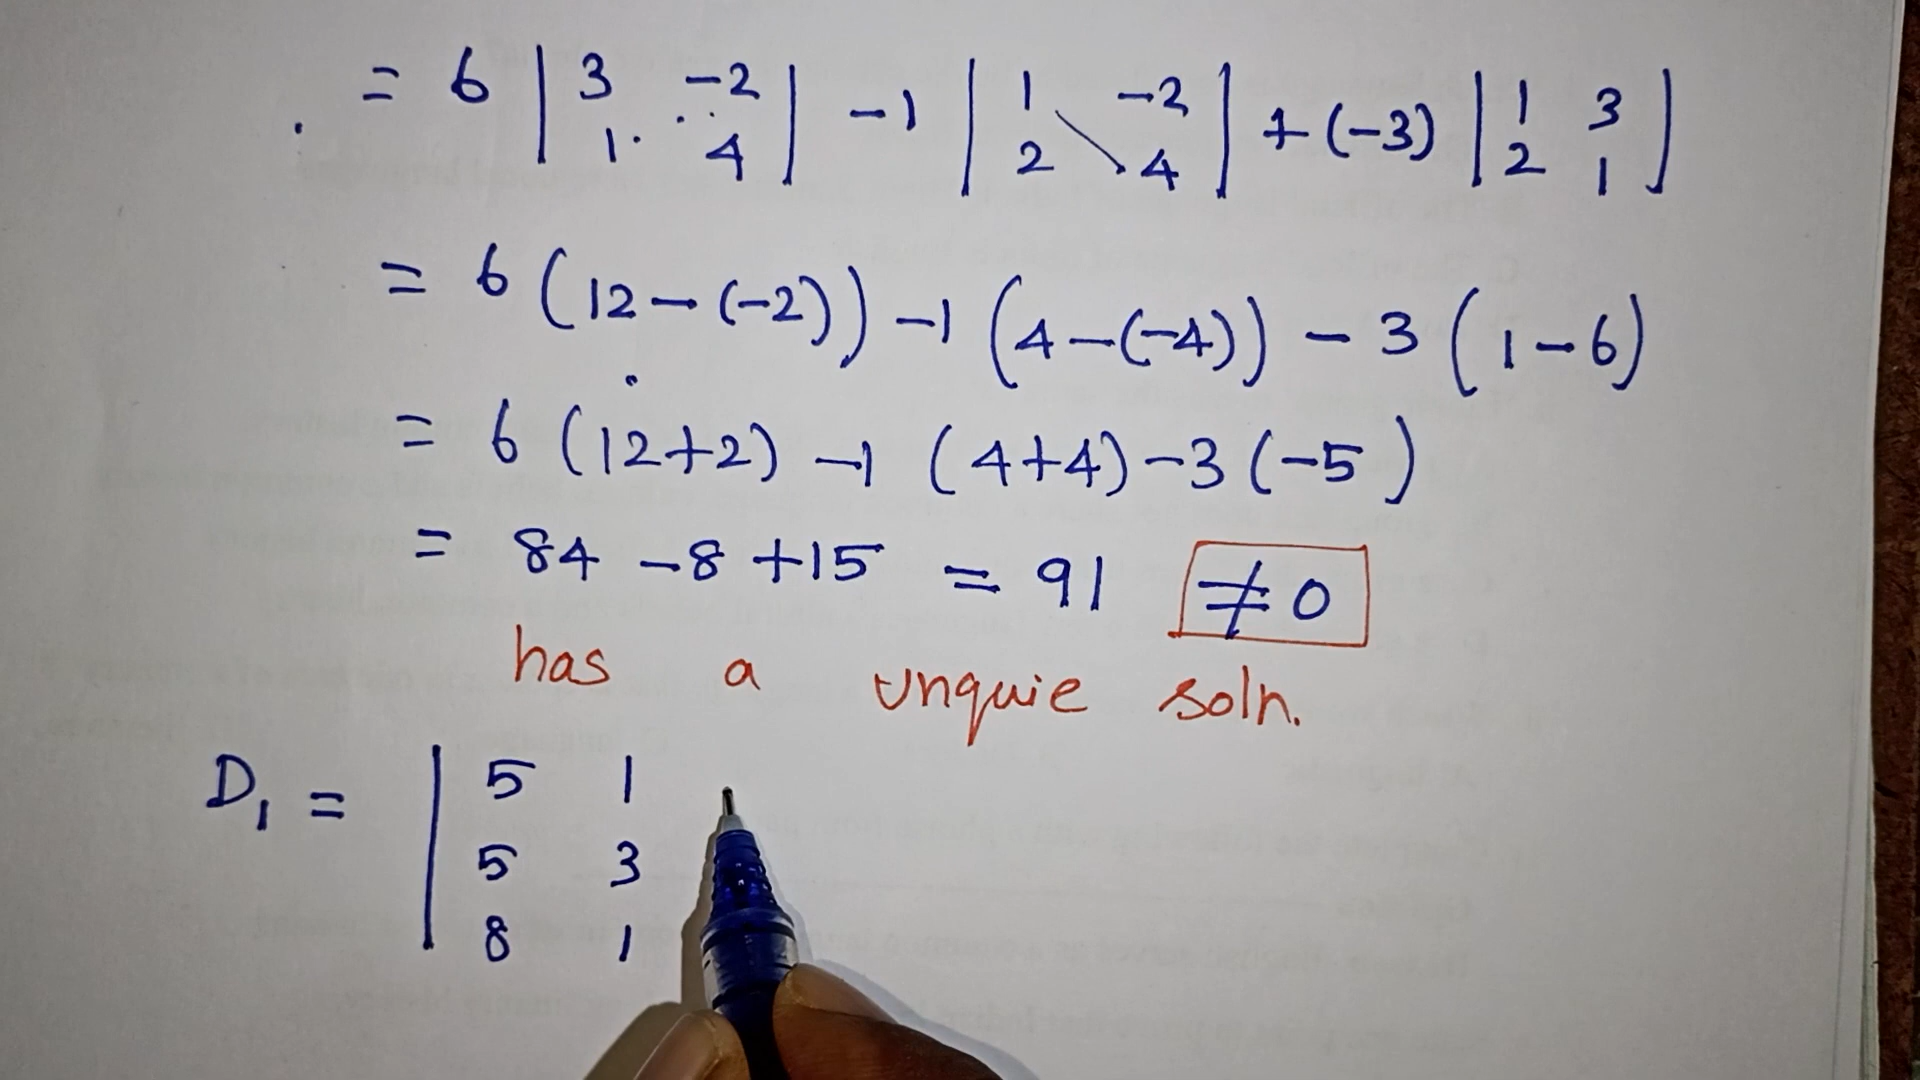 = 6 | 3 -2 | -1 | 1 -2 | + (-3) | 1 3 |
1 4 2 4 2 1
= 6 (12-(-2)) -1 (4-(-4)) - 3 (1-6)
= 6 (12+2) -1 (4+4) -3 (-5)
= 84 -8 +15 = 91 ≠ 0
has a unquie soln.
D₁ = | 5 1
5 3
8 1